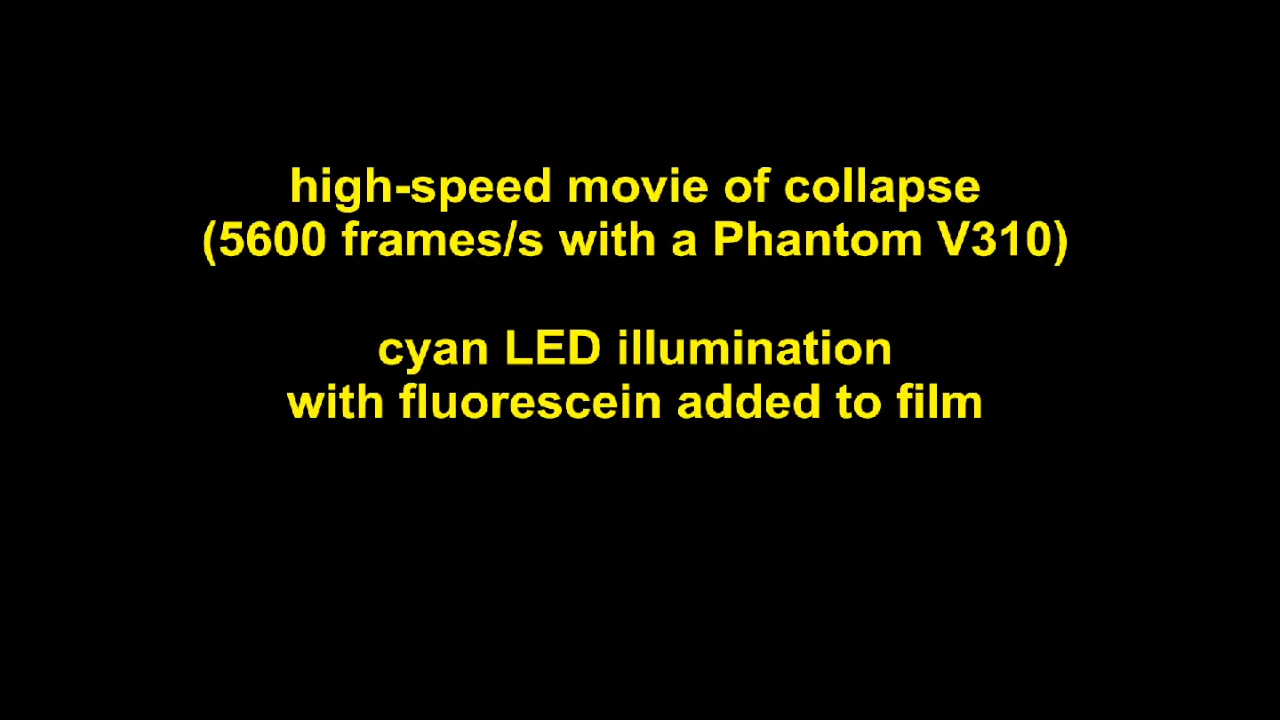 high-speed movie of collapse
(5600 frames/s with a Phantom V310)
cyan LED illumination
with fluorescein added to film